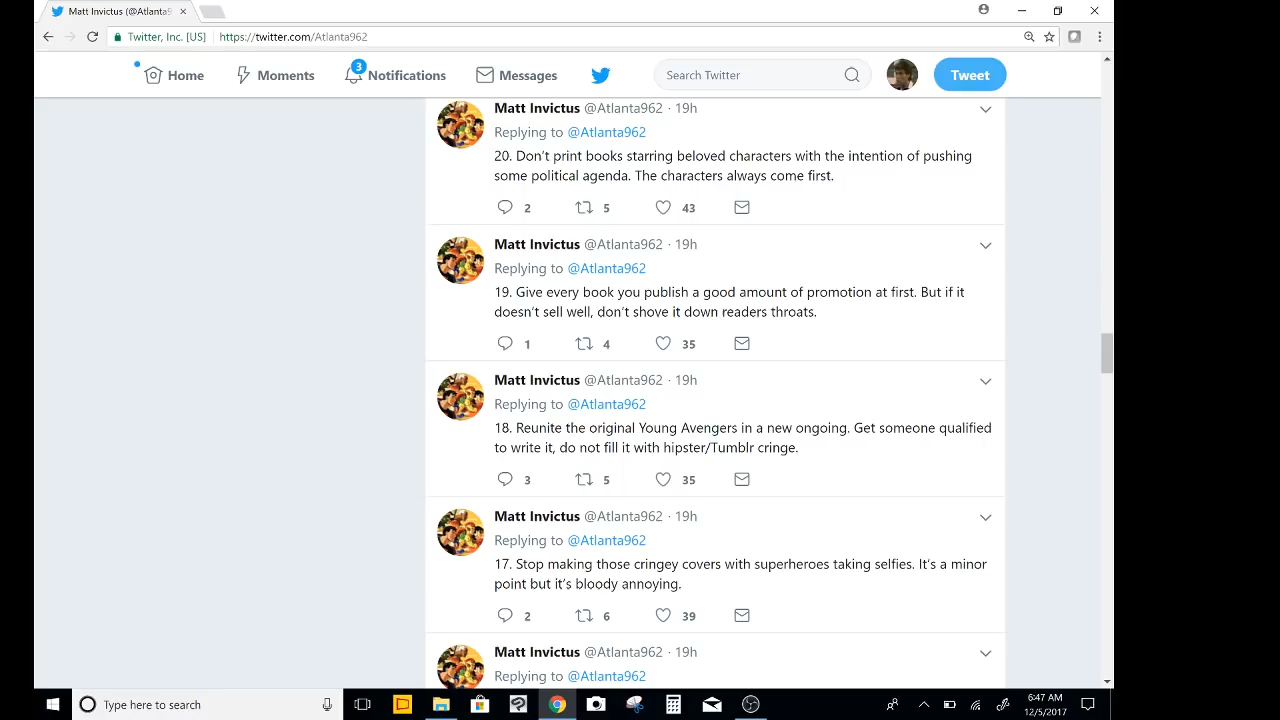 Matt Invictus (@Atlanta9
Twitter, Inc. [US]
https://twitter.com/Atlanta962
3
Home
Moments
Notifications
Messages
Search Twitter
Tweet
Matt Invictus @Atlanta962 · 19h
Replying to @Atlanta962
20. Don't print books starring beloved characters with the intention of pushing
some political agenda. The characters always come first.
2 5 43
Matt Invictus @Atlanta962 · 19h
Replying to @Atlanta962
19. Give every book you publish a good amount of promotion at first. But if it
doesn't sell well, don't shove it down readers throats.
1 4 35
Matt Invictus @Atlanta962 · 19h
Replying to @Atlanta962
18. Reunite the original Young Avengers in a new ongoing. Get someone qualified
to write it, do not fill it with hipster/Tumblr cringe.
3 5 35
Matt Invictus @Atlanta962 · 19h
Replying to @Atlanta962
17. Stop making those cringey covers with superheroes taking selfies. It's a minor
point but it's bloody annoying.
2 6 39
Matt Invictus @Atlanta962 · 19h
Replying to @Atlanta962
Type here to search
6:47 AM
12/5/2017